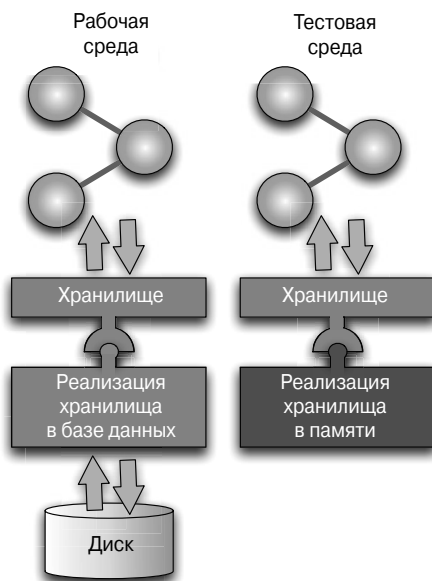 Рабочая
среда
Тестовая
среда
Хранилище
Хранилище
Реализация
хранилища
в базе данных
Реализация
хранилища
в памяти
Диск